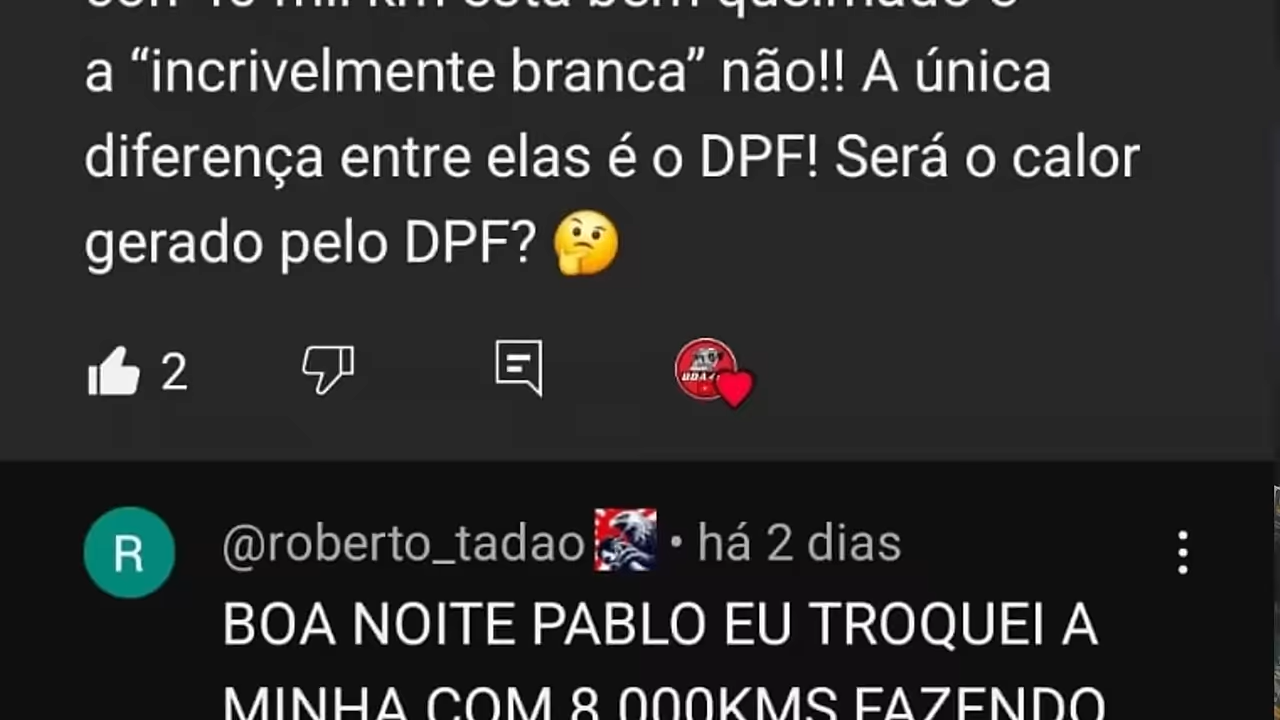 a “incrivelmente branca” não!! A única
diferença entre elas é o DPF! Será o calor
gerado pelo DPF? 🤔
2
R
@roberto_tadao • há 2 dias
BOA NOITE PABLO EU TROQUEI A
MINHA COM 8.000KMS FAZENDO